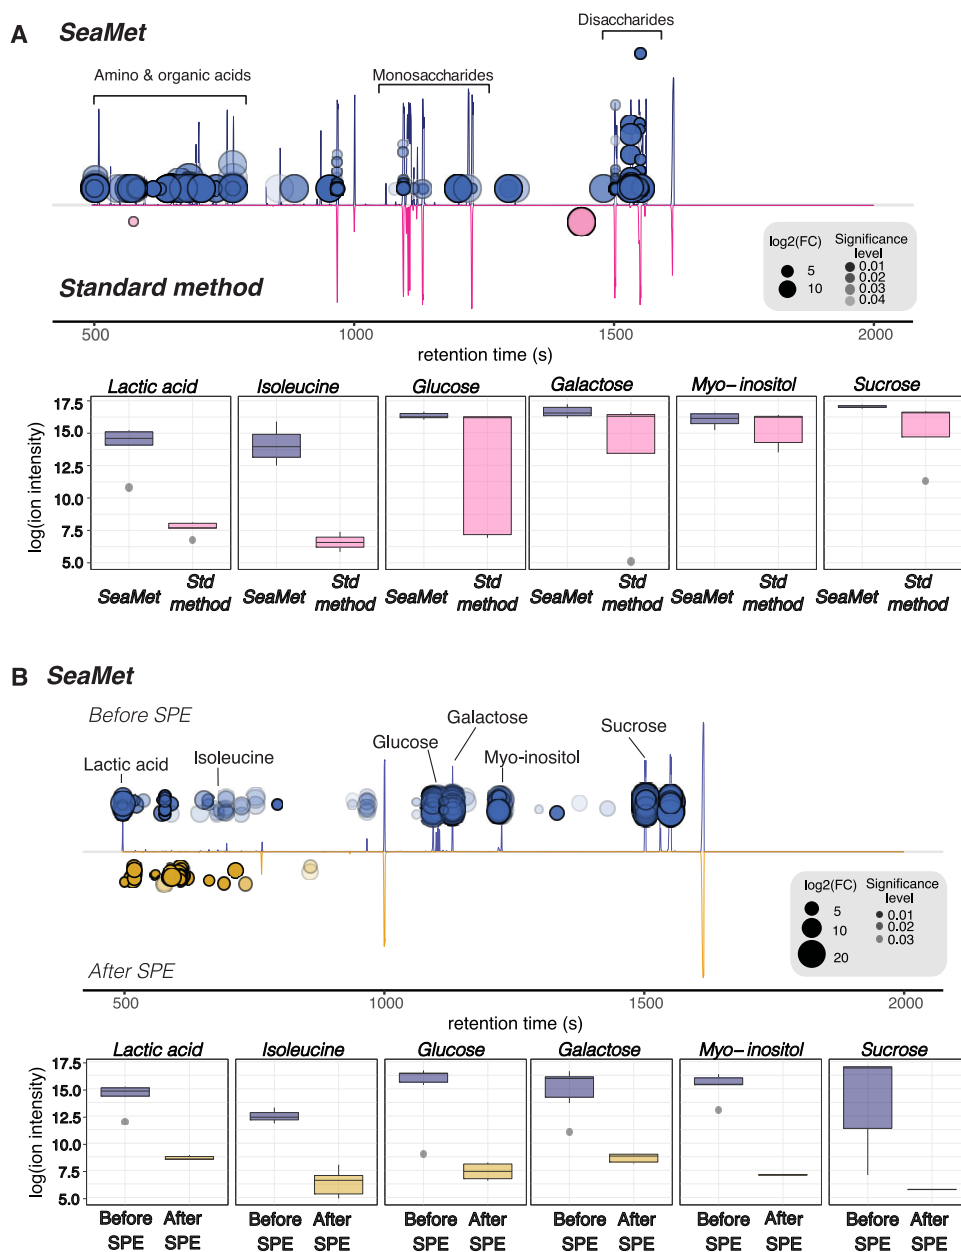 A SeaMet
Disaccharides
Amino & organic acids
Monosaccharides
log2(FC)
5
10
Significance
level
0.01
0.02
0.03
0.04
Standard method
500 1000 1500 2000
retention time (s)
Lactic acid Isoleucine Glucose Galactose Myo-inositol Sucrose
log(ion intensity)
17.5
15.0
12.5
10.0
7.5
5.0
SeaMet Std method SeaMet Std method SeaMet Std method SeaMet Std method SeaMet Std method SeaMet Std method
B SeaMet
Before SPE
Galactose
Sucrose
Glucose
Isoleucine
Myo-inositol
Lactic acid
log2(FC)
5
10
20
Significance
level
0.01
0.02
0.03
After SPE
500 1000 1500 2000
retention time (s)
Lactic acid Isoleucine Glucose Galactose Myo-inositol Sucrose
log(ion intensity)
17.5
15.0
12.5
10.0
7.5
5.0
Before After Before After Before After Before After Before After Before After
SPE SPE SPE SPE SPE SPE SPE SPE SPE SPE SPE SPE